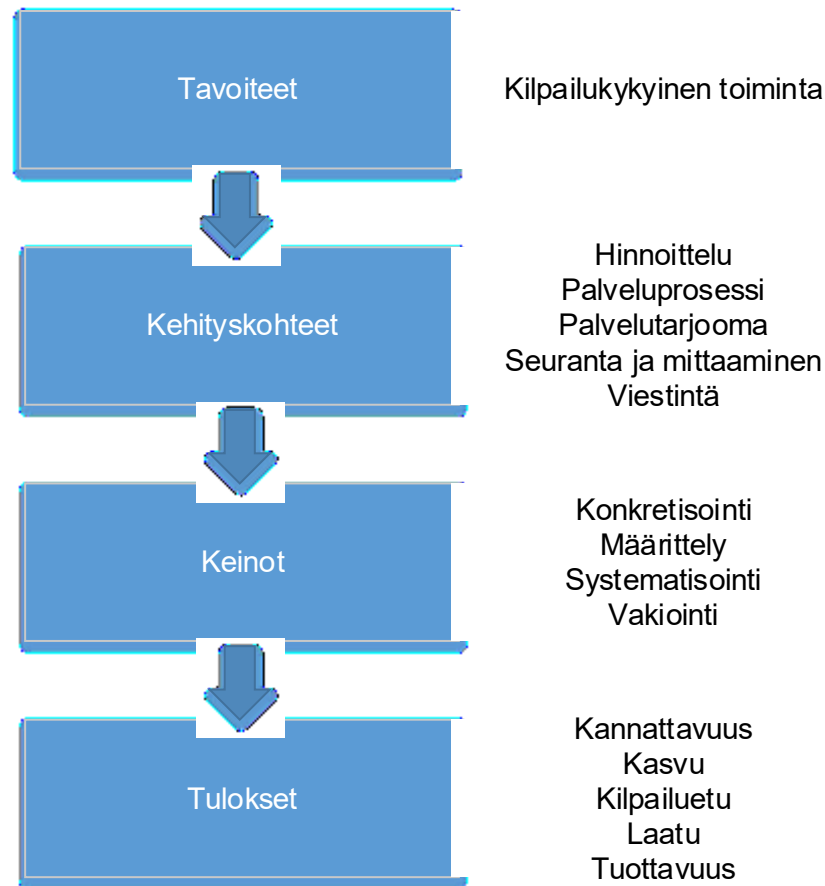 Tavoiteet
Kilpailukykyinen toiminta
Kehityskohteet
Hinnoittelu
Palveluprosessi
Palvelutarjooma
Seuranta ja mittaaminen
Viestintä
Keinot
Konkretisointi
Määrittely
Systematisointi
Vakiointi
Tulokset
Kannattavuus
Kasvu
Kilpailuetu
Laatu
Tuottavuus